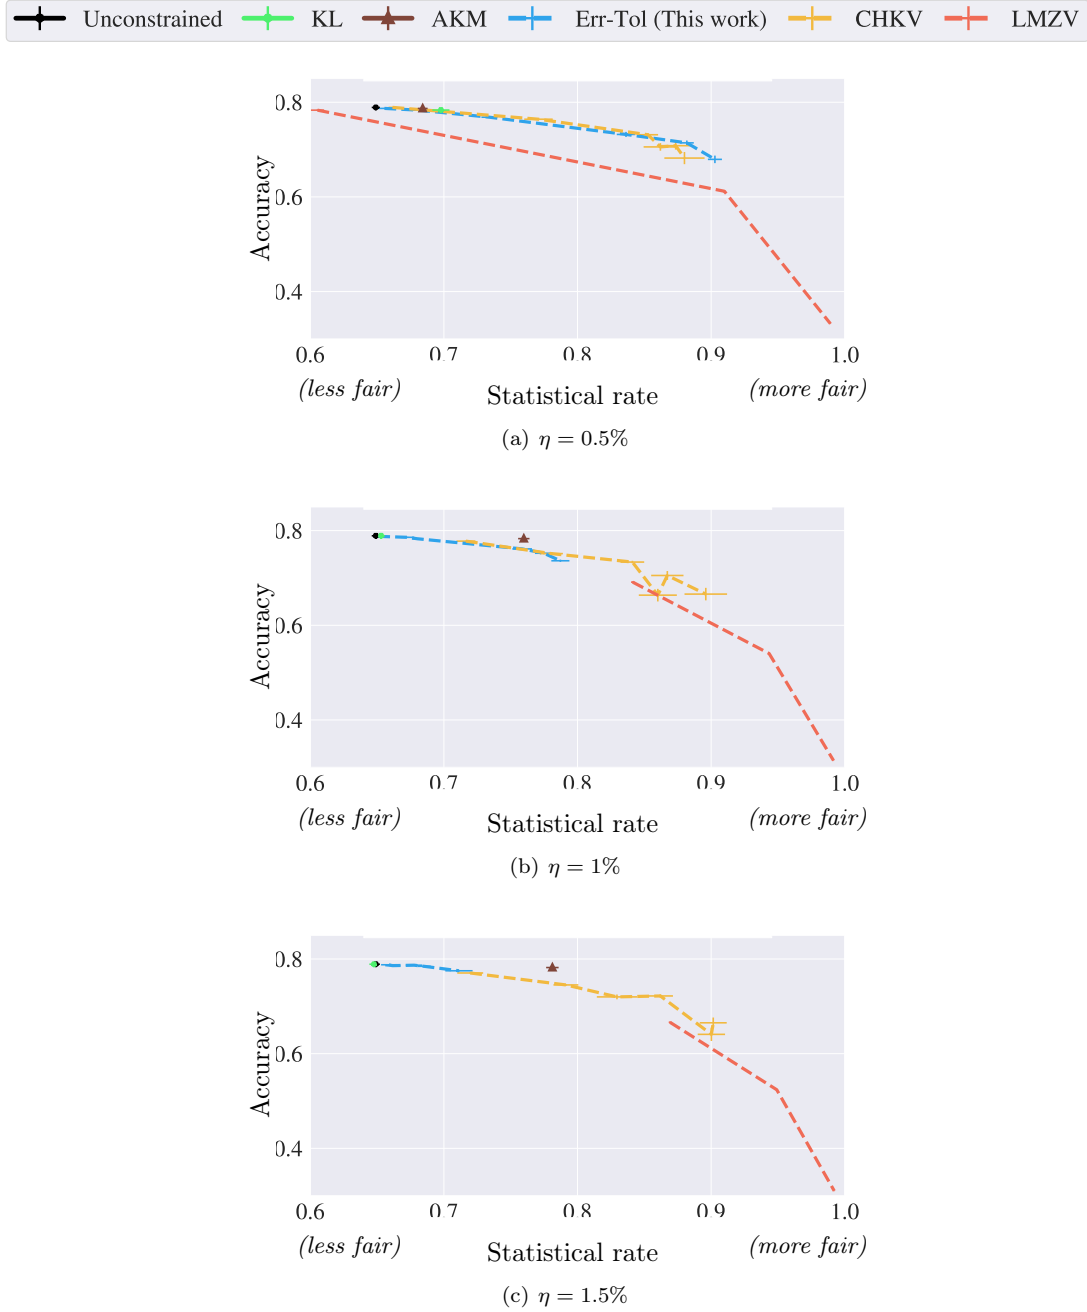 Unconstrained KL AKM Err-Tol (This work) CHKV LMZV
Accuracy
0.8
0.6
0.4
0.6 0.7 0.8 0.9 1.0
(less fair) Statistical rate (more fair)
(a) η = 0.5%
Accuracy
0.8
0.6
0.4
0.6 0.7 0.8 0.9 1.0
(less fair) Statistical rate (more fair)
(b) η = 1%
Accuracy
0.8
0.6
0.4
0.6 0.7 0.8 0.9 1.0
(less fair) Statistical rate (more fair)
(c) η = 1.5%